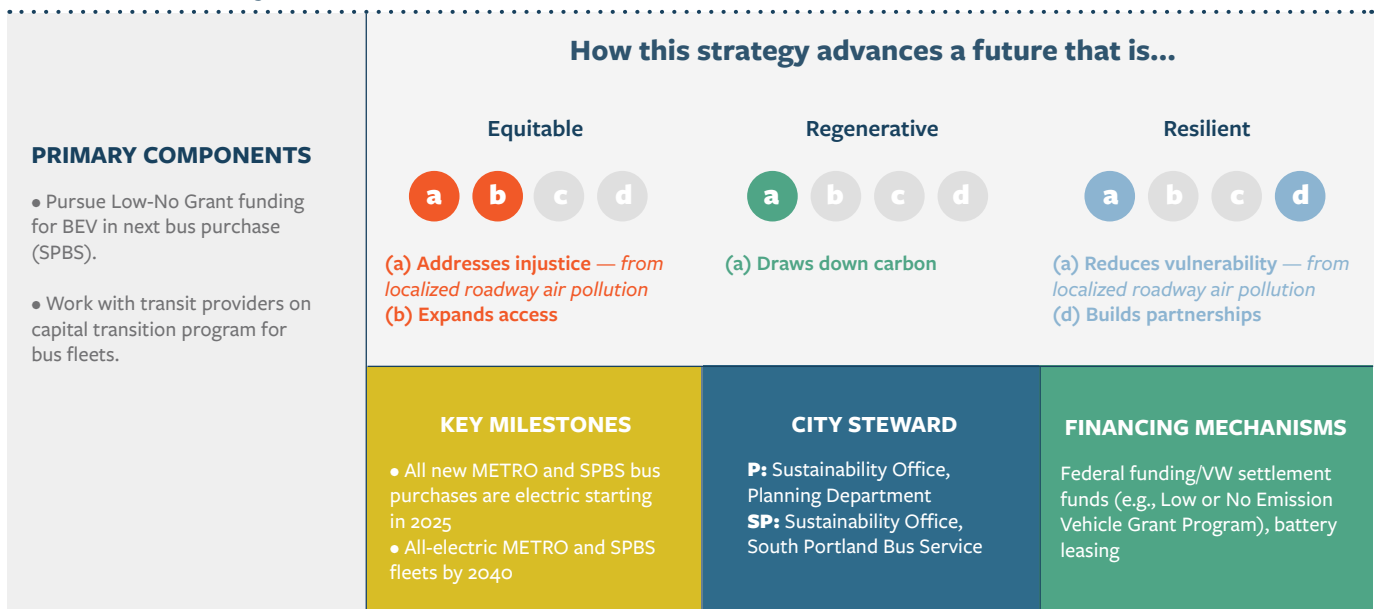 How this strategy advances a future that is...
PRIMARY COMPONENTS
• Pursue Low-No Grant funding
for BEV in next bus purchase
(SPBS).
• Work with transit providers on
capital transition program for
bus fleets.
Equitable
a b c d
(a) Addresses injustice — from
localized roadway air pollution
(b) Expands access
Regenerative
a b c d
(a) Draws down carbon
Resilient
a b c d
(a) Reduces vulnerability — from
localized roadway air pollution
(d) Builds partnerships
KEY MILESTONES
• All new METRO and SPBS bus
purchases are electric starting
in 2025
• All-electric METRO and SPBS
fleets by 2040
CITY STEWARD
P: Sustainability Office,
Planning Department
SP: Sustainability Office,
South Portland Bus Service
FINANCING MECHANISMS
Federal funding/VW settlement
funds (e.g., Low or No Emission
Vehicle Grant Program), battery
leasing